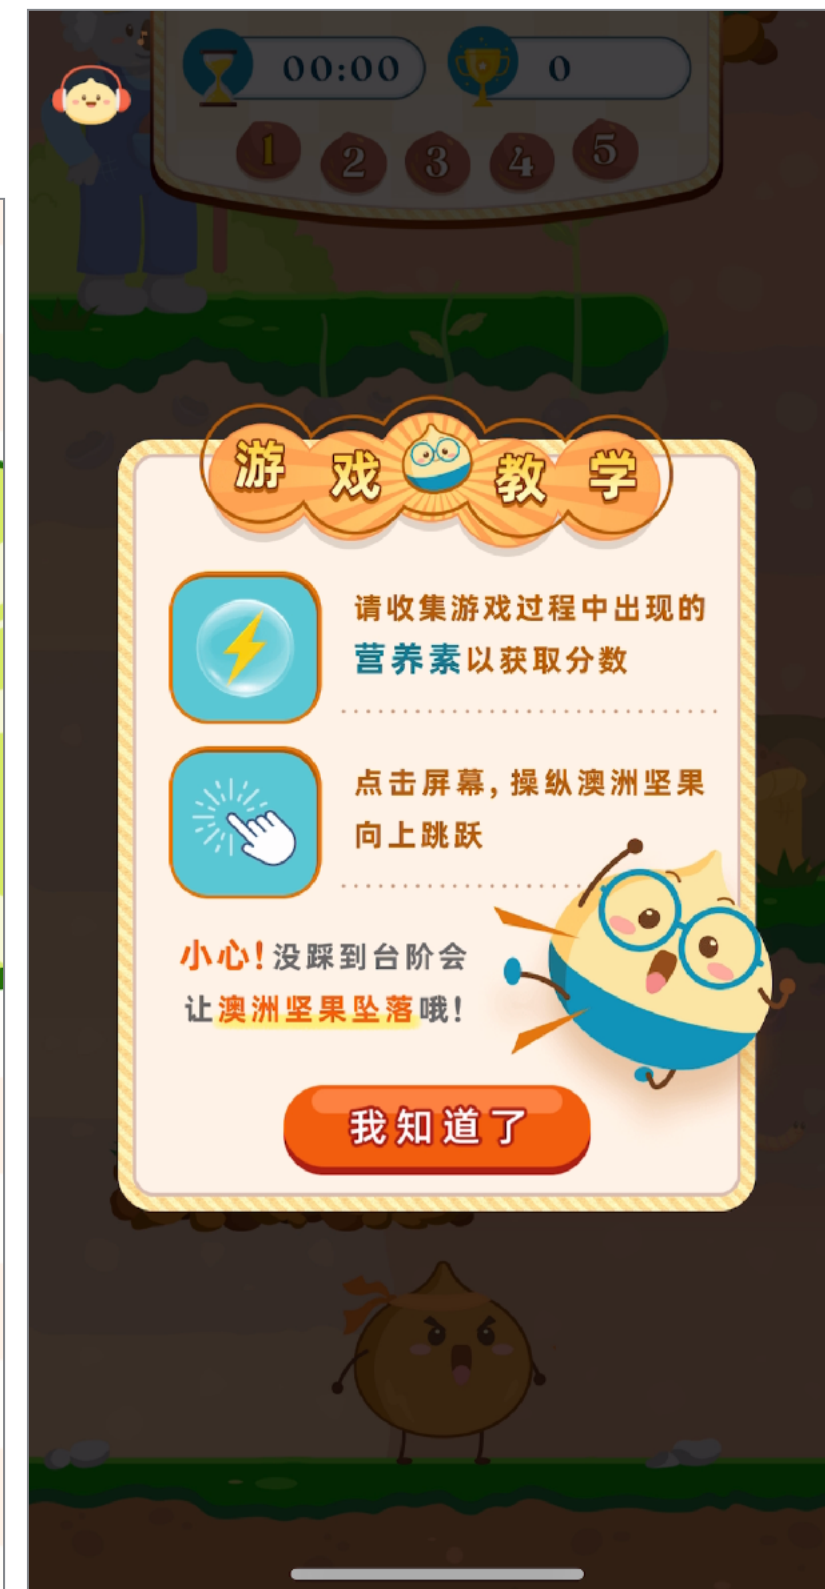 00:00
0
1 2 3 4 5
游戏教学
请收集游戏过程中出现的
营养素以获取分数
点击屏幕，操纵澳洲坚果
向上跳跃
小心！没踩到台阶会
让澳洲坚果坠落哦！
我知道了